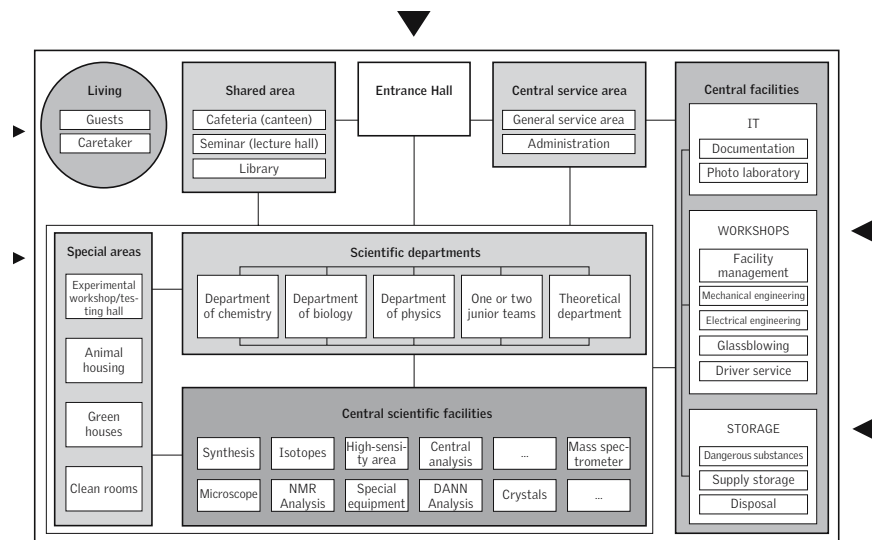 Living
Guests
Caretaker
Shared area
Cafeteria (canteen)
Seminar (lecture hall)
Library
Entrance Hall
Central service area
General service area
Administration
Central facilities
IT
Documentation
Photo laboratory
WORKSHOPS
Facility
management
Mechanical engineering
Electrical engineering
Glassblowing
Driver service
STORAGE
Dangerous substances
Supply storage
Disposal
Special areas
Experimental
workshop/tes-
ting hall
Animal
housing
Green
houses
Clean rooms
Scientific departments
Department
of chemistry
Department
of biology
Department
of physics
One or two
junior teams
Theoretical
department
Central scientific facilities
Synthesis
Isotopes
High-sensi-
ty area
Central
analysis
...
Mass spec-
trometer
Microscope
NMR
Analysis
Special
equipment
DANN
Analysis
Crystals
...